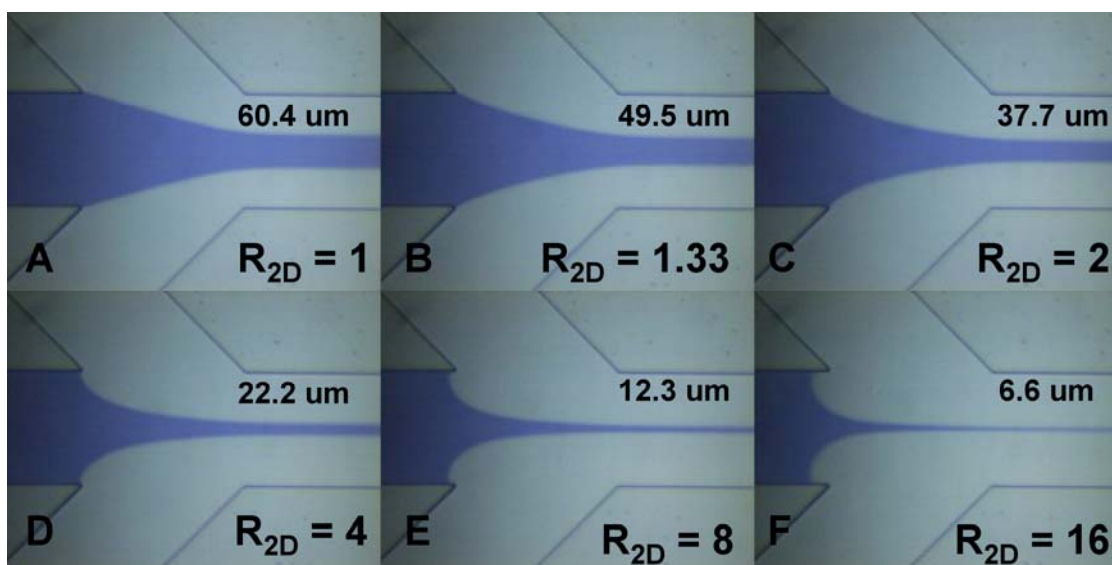 60.4 um
A
R2D = 1
49.5 um
B
R2D = 1.33
37.7 um
C
R2D = 2
22.2 um
D
R2D = 4
12.3 um
E
R2D = 8
6.6 um
F
R2D = 16